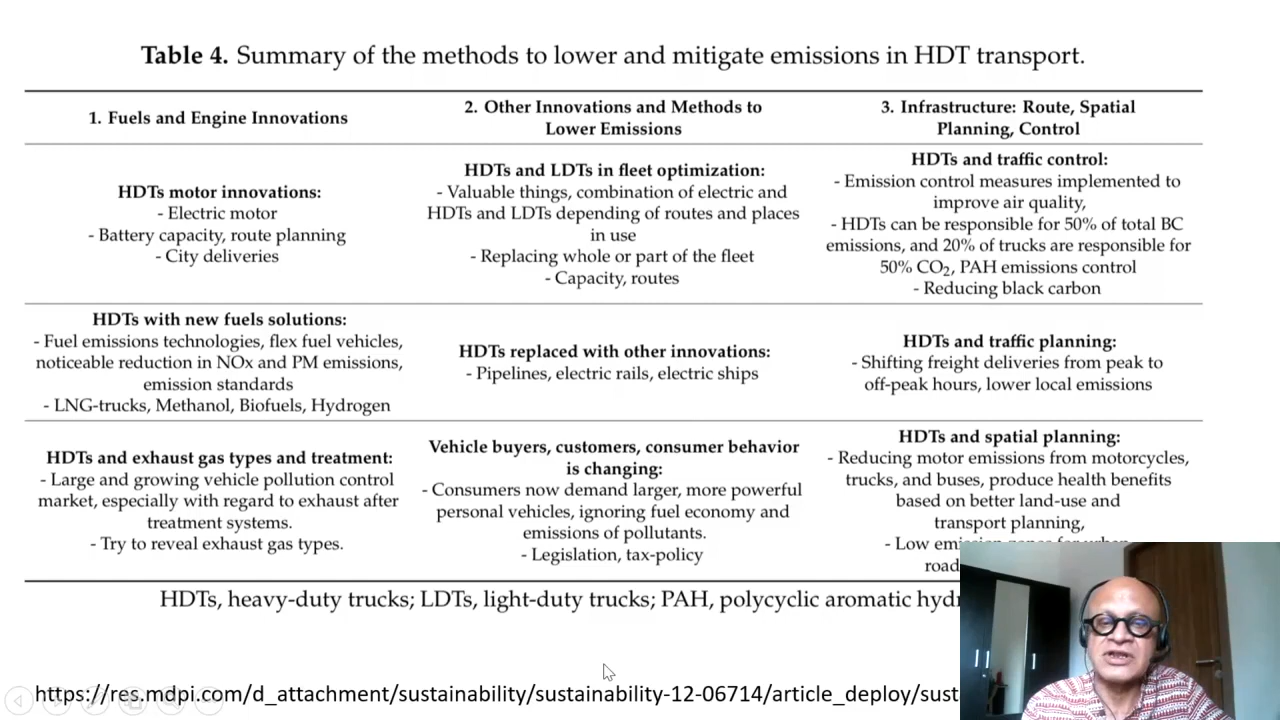 Table 4. Summary of the methods to lower and mitigate emissions in HDT transport.
1. Fuels and Engine Innovations
2. Other Innovations and Methods to
Lower Emissions
3. Infrastructure: Route, Spatial
Planning, Control
HDTs motor innovations:
- Electric motor
- Battery capacity, route planning
- City deliveries
HDTs and LDTs in fleet optimization:
- Valuable things, combination of electric and
HDTs and LDTs depending of routes and places
in use
- Replacing whole or part of the fleet
- Capacity, routes
HDTs and traffic control:
- Emission control measures implemented to
improve air quality,
- HDTs can be responsible for 50% of total BC
emissions, and 20% of trucks are responsible for
50% CO₂, PAH emissions control
- Reducing black carbon
HDTs with new fuels solutions:
- Fuel emissions technologies, flex fuel vehicles,
noticeable reduction in NOx and PM emissions,
emission standards
- LNG-trucks, Methanol, Biofuels, Hydrogen
HDTs replaced with other innovations:
- Pipelines, electric rails, electric ships
HDTs and traffic planning:
- Shifting freight deliveries from peak to
off-peak hours, lower local emissions
HDTs and exhaust gas types and treatment:
- Large and growing vehicle pollution control
market, especially with regard to exhaust after
treatment systems.
- Try to reveal exhaust gas types.
Vehicle buyers, customers, consumer behavior
is changing:
- Consumers now demand larger, more powerful
personal vehicles, ignoring fuel economy and
emissions of pollutants.
- Legislation, tax-policy
HDTs and spatial planning:
- Reducing motor emissions from motorcycles,
trucks, and buses, produce health benefits
based on better land-use and
transport planning,
- Low
road
HDTs, heavy-duty trucks; LDTs, light-duty trucks; PAH, polycyclic aromatic hyd
https://res.mdpi.com/d_attachment/sustainability/sustainability-12-06714/article_deploy/sust